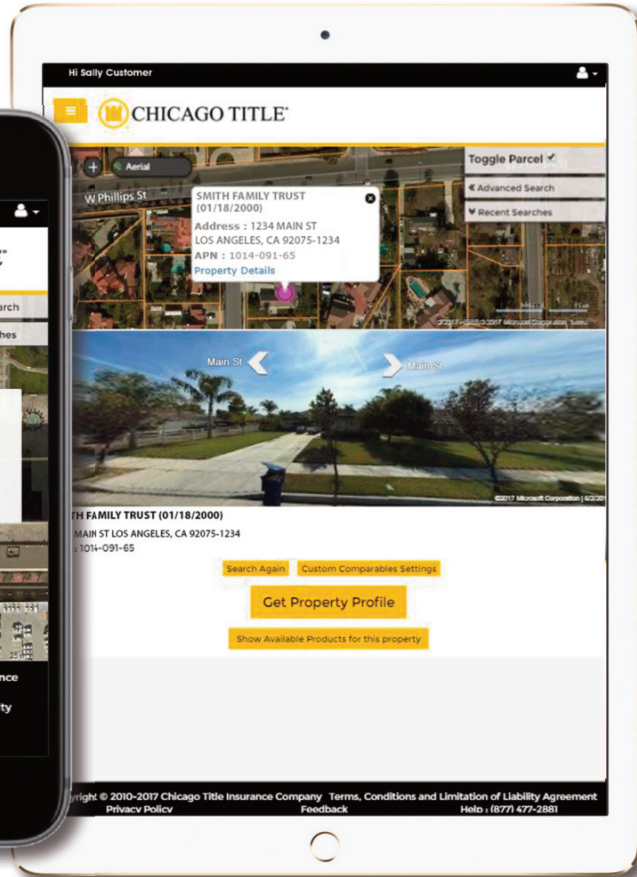 Hi Sally Customer
CHICAGO TITLE
Aerial
Toggle Parcel
Advanced Search
Recent Searches
W Phillips St
SMITH FAMILY TRUST
(01/18/2000)
Address : 1234 MAIN ST
LOS ANGELES, CA 92075-1234
APN : 1014-091-65
Property Details
Main St
Main St
©2017 Microsoft Corporation
TH FAMILY TRUST (01/18/2000)
MAIN ST LOS ANGELES, CA 92075-1234
: 1014-091-65
Search Again
Custom Comparables Settings
Get Property Profile
Show Available Products for this property
yright © 2010-2017 Chicago Title Insurance Company Terms, Conditions and Limitation of Liability Agreement
Privacy Policy Feedback Help : (877) 477-2881
arch
hes
nce
ty